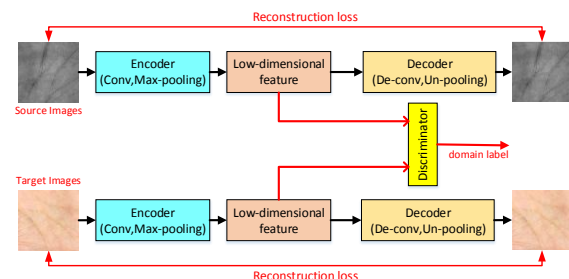 Reconstruction loss
Encoder
(Conv,Max-pooling)
Low-dimensional
feature
Decoder
(De-conv,Un-pooling)
Source Images
Discriminator
domain label
Target Images
Encoder
(Conv,Max-pooling)
Low-dimensional
feature
Decoder
(De-conv,Un-pooling)
Reconstruction loss